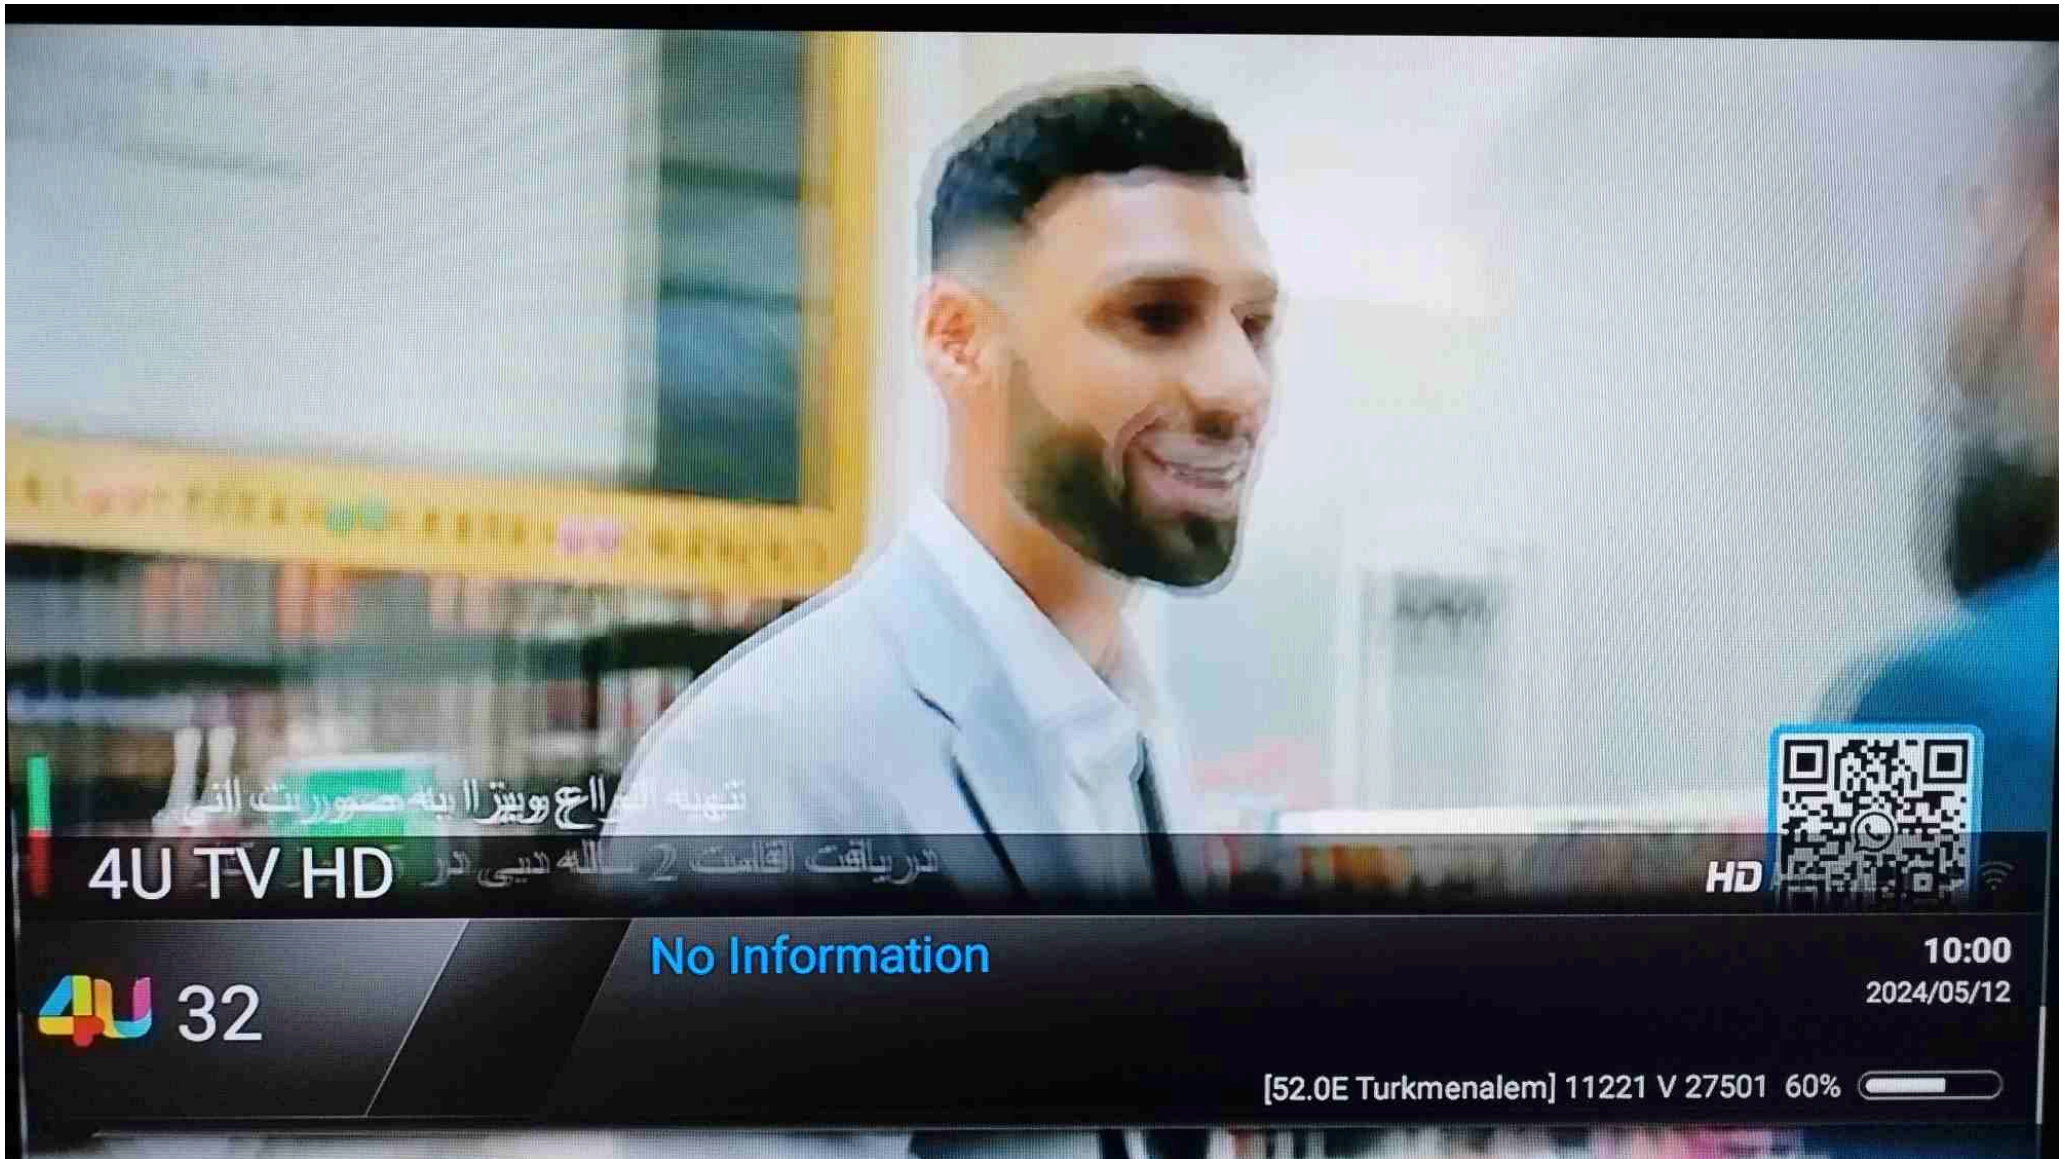 تهیه انواع ویزا به صورت آنی
دریافت اقامت 2 ساله دبی در
4U TV HD
HD
No Information
10:00
4U 32
2024/05/12
[52.0E Turkmenalem] 11221 V 27501 60%